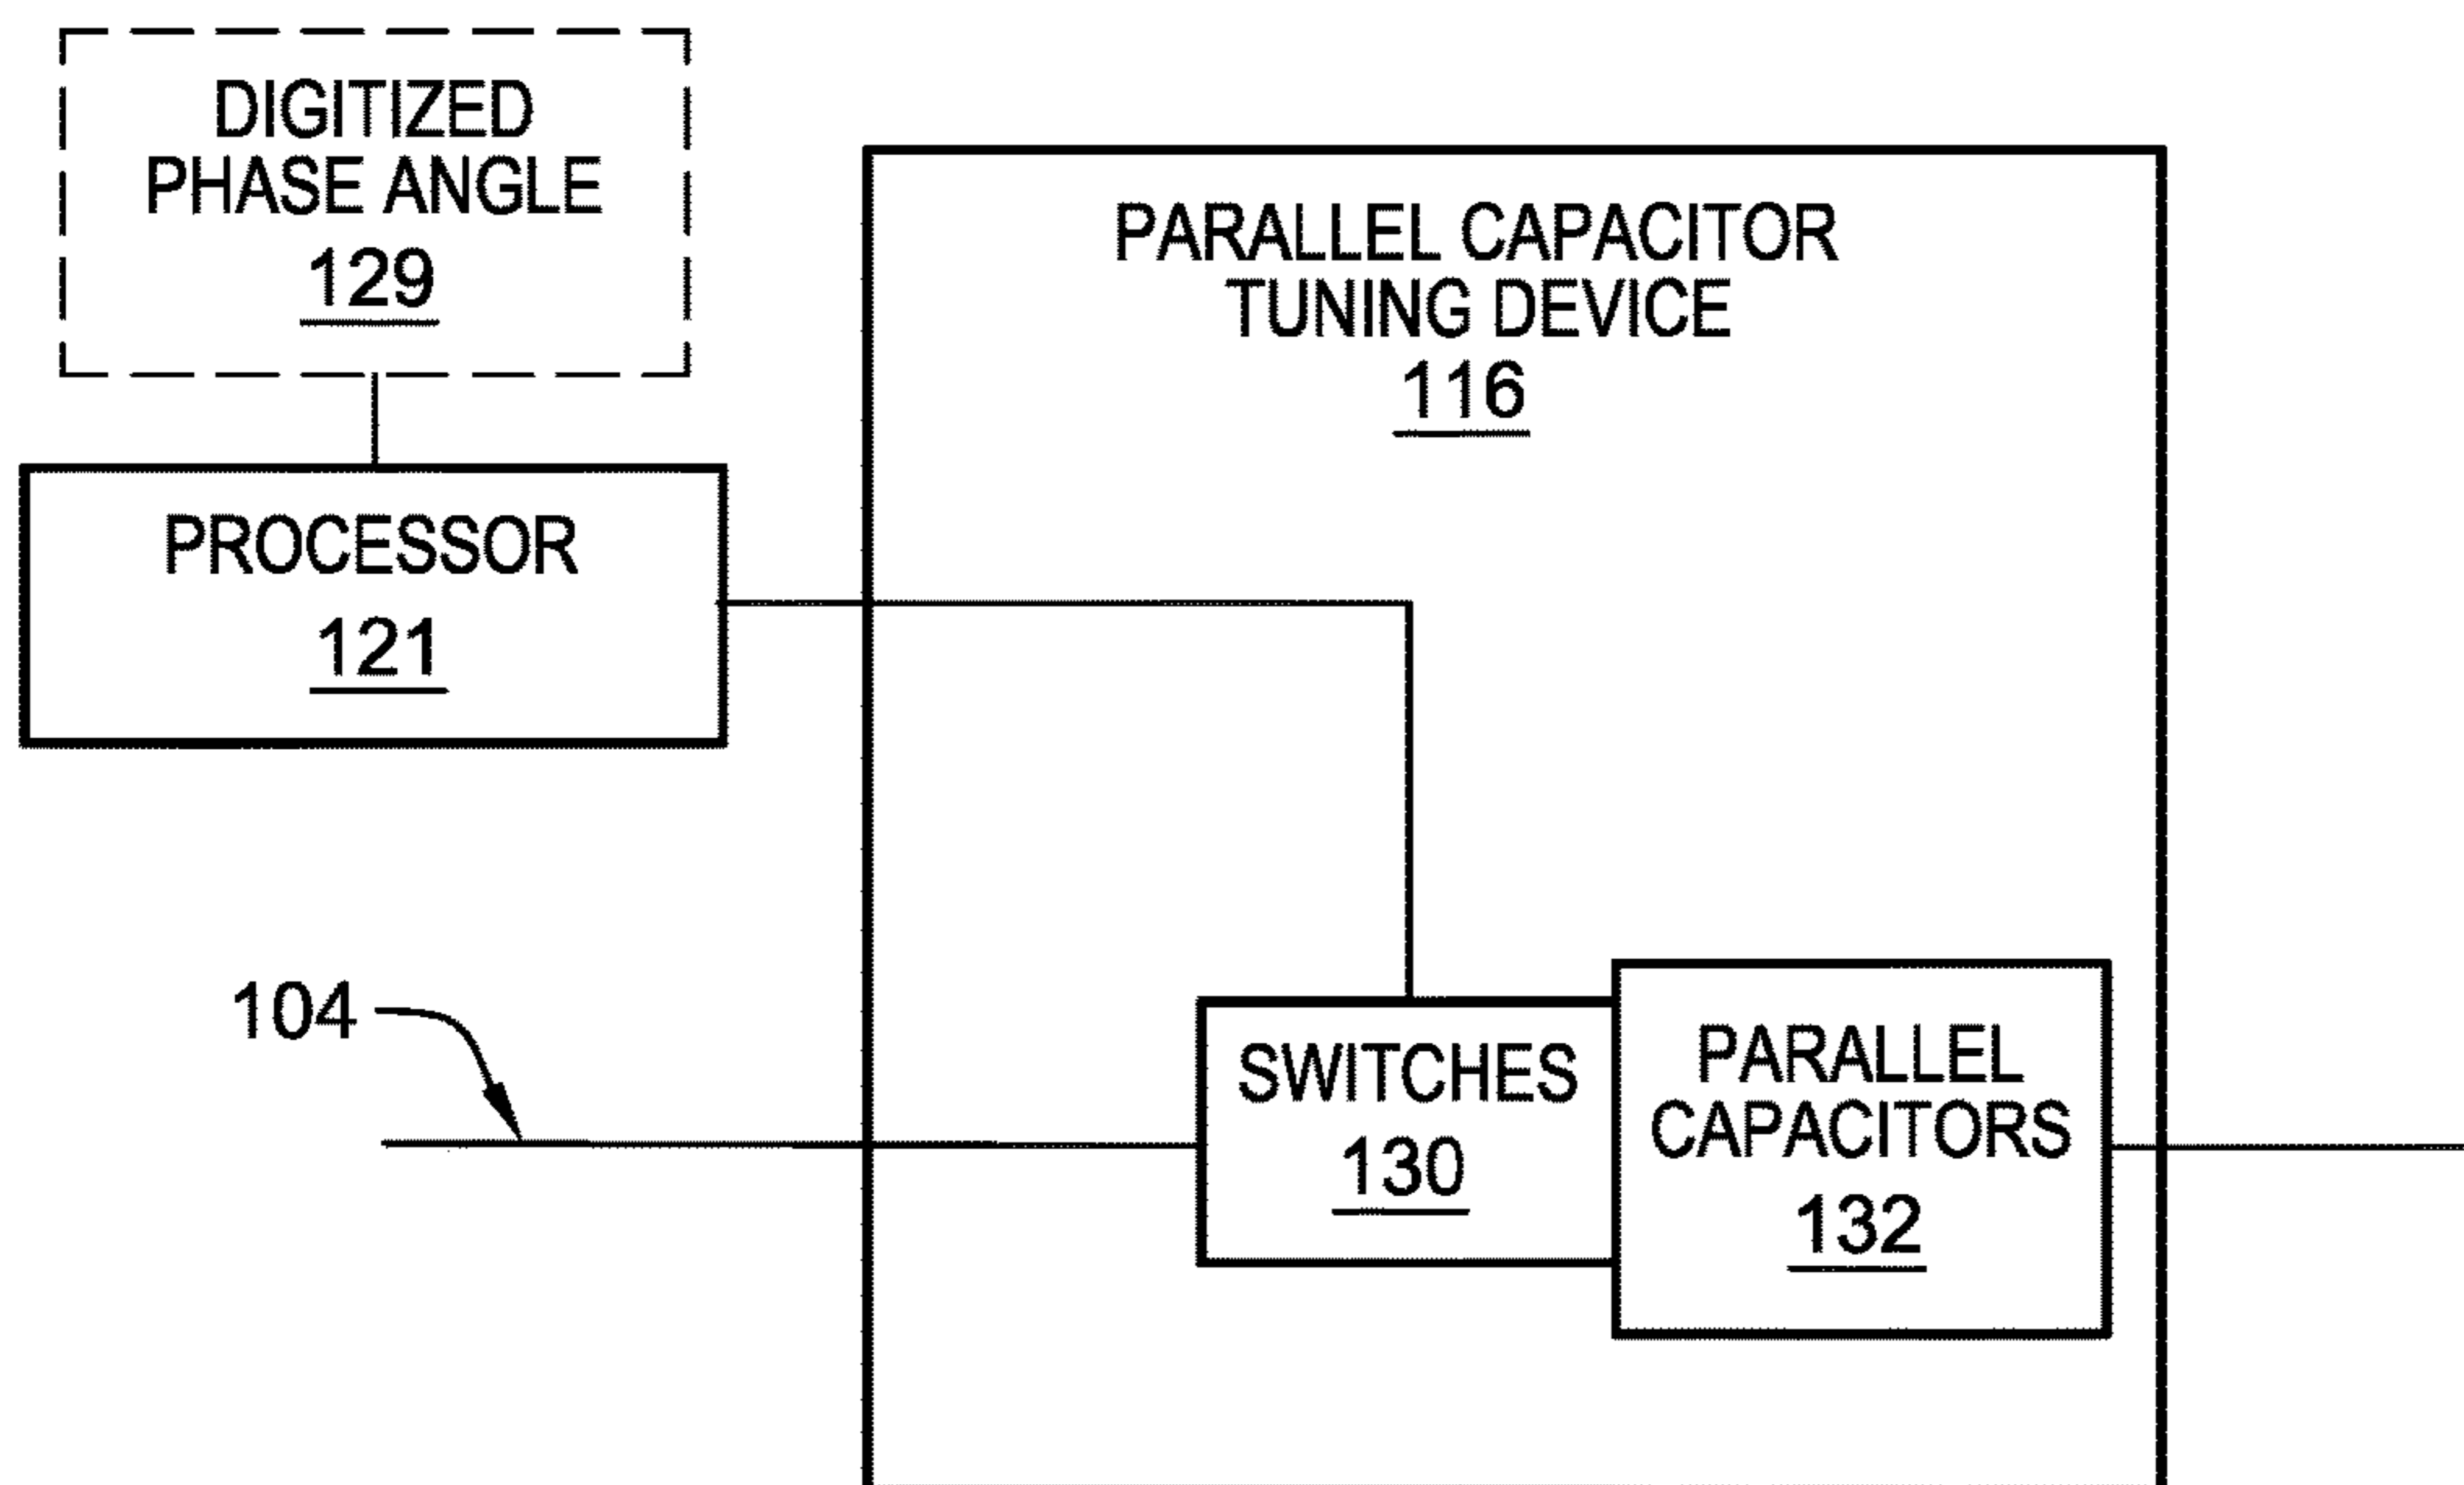 DIGITIZED
PHASE ANGLE
129
PARALLEL CAPACITOR
TUNING DEVICE
116
PROCESSOR
121
104
SWITCHES
130
PARALLEL
CAPACITORS
132